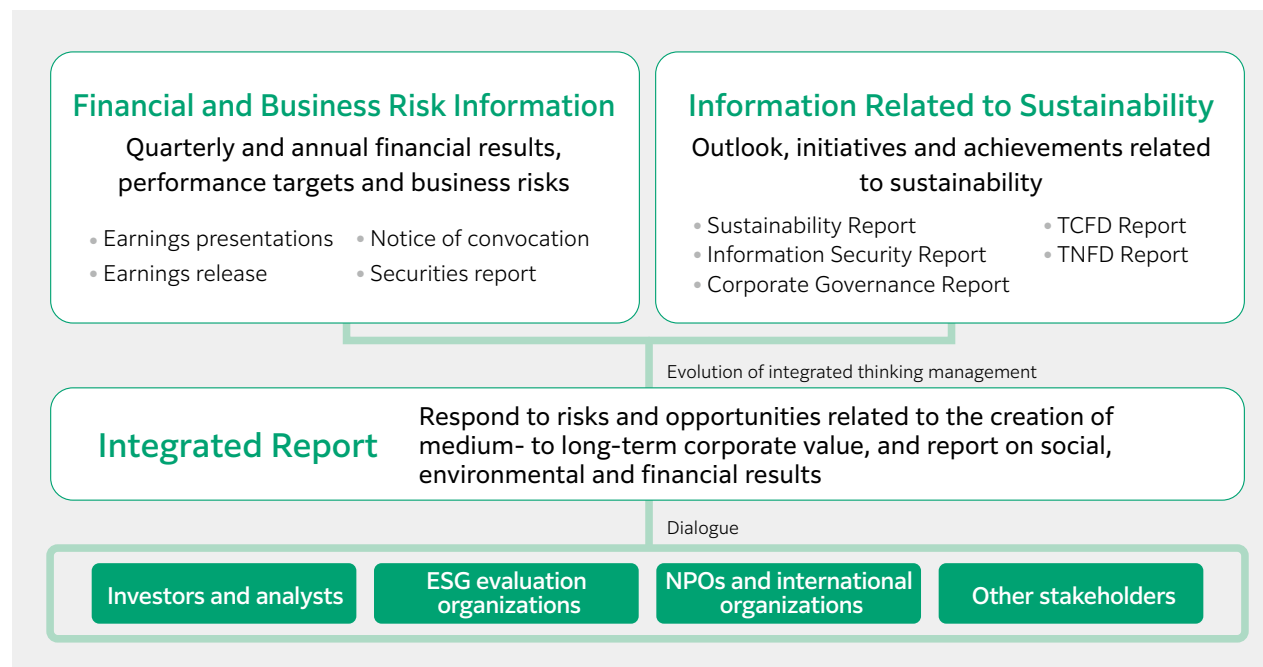 Financial and Business Risk Information
Quarterly and annual financial results,
performance targets and business risks
• Earnings presentations
• Earnings release
• Notice of convocation
• Securities report
Information Related to Sustainability
Outlook, initiatives and achievements related
to sustainability
• Sustainability Report
• Information Security Report
• Corporate Governance Report
• TCFD Report
• TNFD Report
Evolution of integrated thinking management
Integrated Report
Respond to risks and opportunities related to the creation of
medium- to long-term corporate value, and report on social,
environmental and financial results
Dialogue
Investors and analysts
ESG evaluation
organizations
NPOs and international
organizations
Other stakeholders